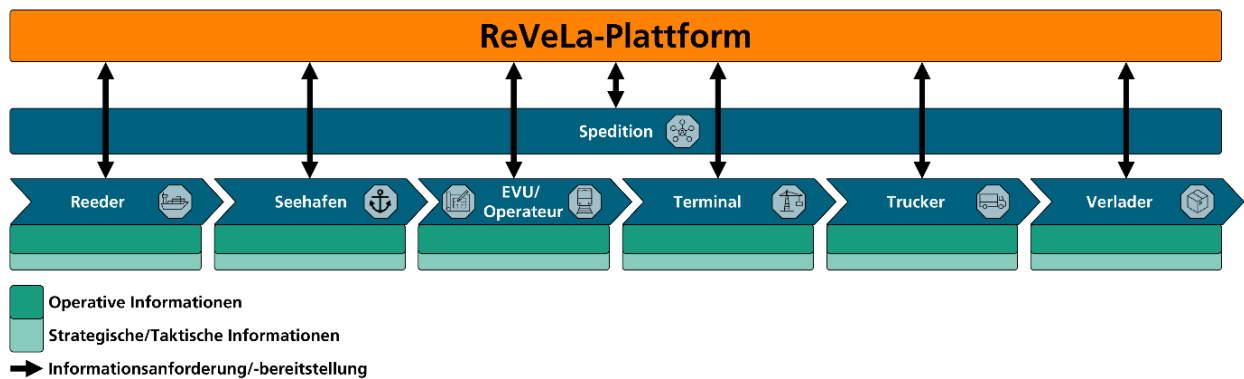 ReVeLa-Plattform
Spedition
Reeder
Seehafen
EVU/
Operateur
Terminal
Trucker
Verlader
Operative Informationen
Strategische/Taktische Informationen
Informationsanforderung/-bereitstellung